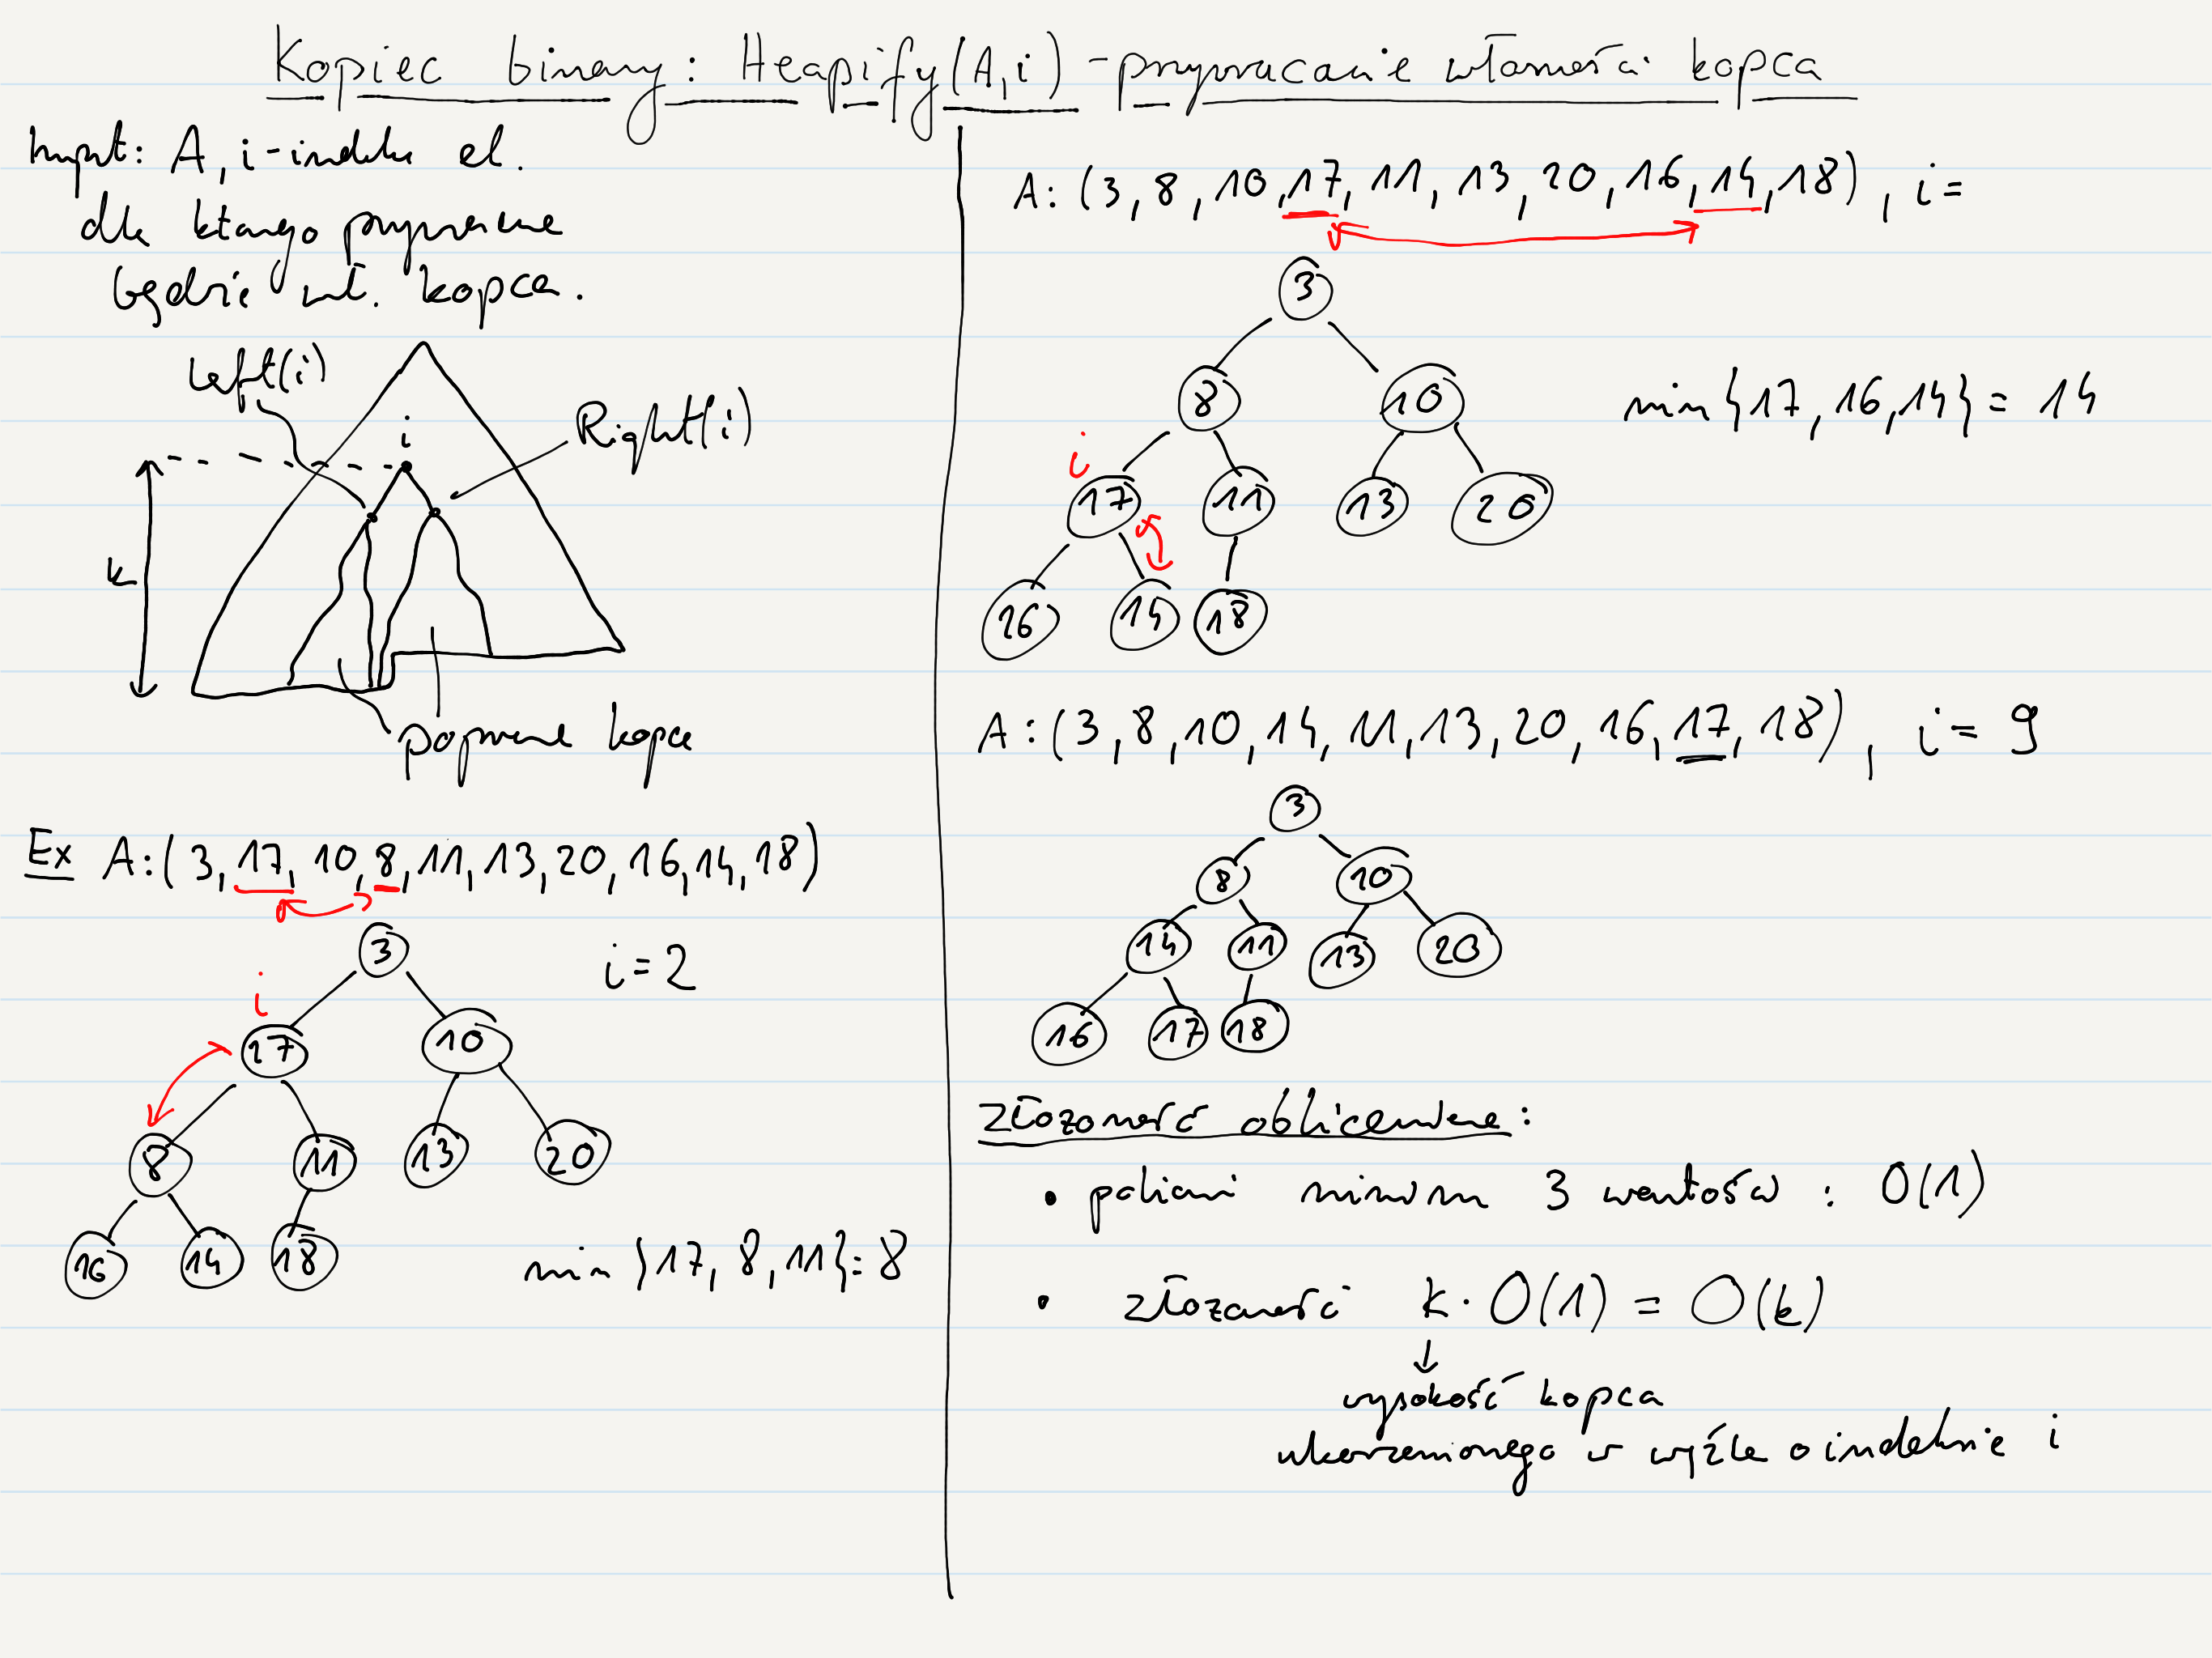 Kopiec binarny: Heapify(A,i) - przywracanie własności kopca
Input: A, i-indeks el.
dla którego przywrócone
będzie wł. kopca.
Left(i)
i
Right(i)
k
poprawne kopce
Ex A:(3, 17, 10, 8, 11, 13, 20, 16, 14, 18)
3
i=2
i
17
10
8
11
13
20
16
14
18
min {17, 8, 11}=8
A: (3, 8, 10, 17, 11, 13, 20, 16, 14, 18), i=
3
8
10
min{17, 16, 14} = 14
i
17
11
13
20
16
14
18
A:(3, 8, 10, 14, 11, 13, 20, 16, 17, 18), i= 9
3
8
10
14
11
13
20
16
17
18
złożoność obliczeniowa:
• policzenie minimum 3 wartości : O(1)
• złożoność k·O(1) = O(k)
↓
wysokość kopca
ukorzenionego w węźle o indeksie i